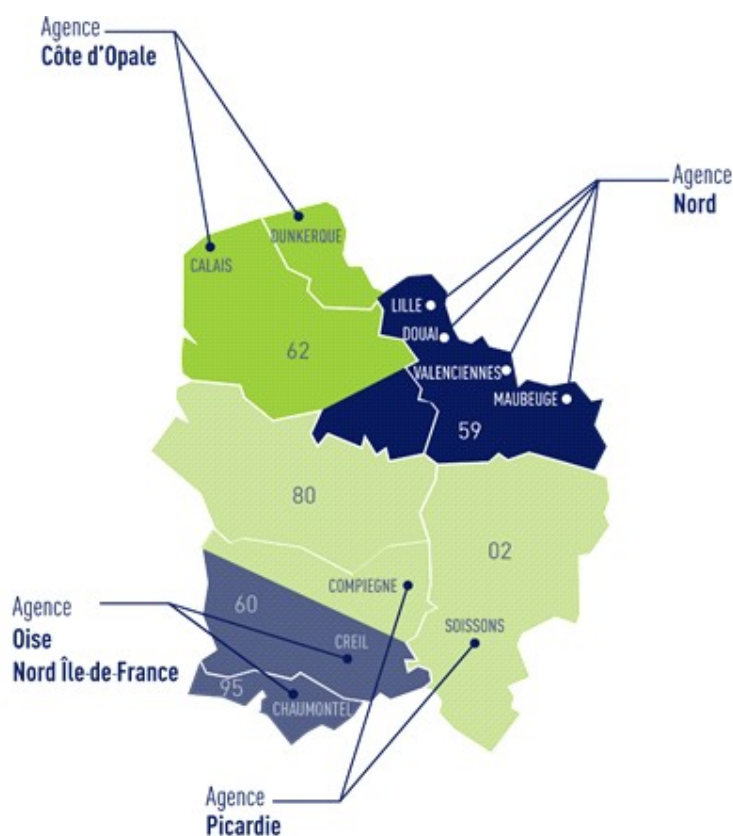 Agence
Côte d'Opale
Agence
Nord
DUNKERQUE
CALAIS
LILLE
DOUAI
62
VALENCIENNES
MAUBEUGE
59
80
02
COMPIEGNE
60
Agence
Oise
Nord Île-de-France
SOISSONS
CREIL
95
CHAUMONTEL
Agence
Picardie